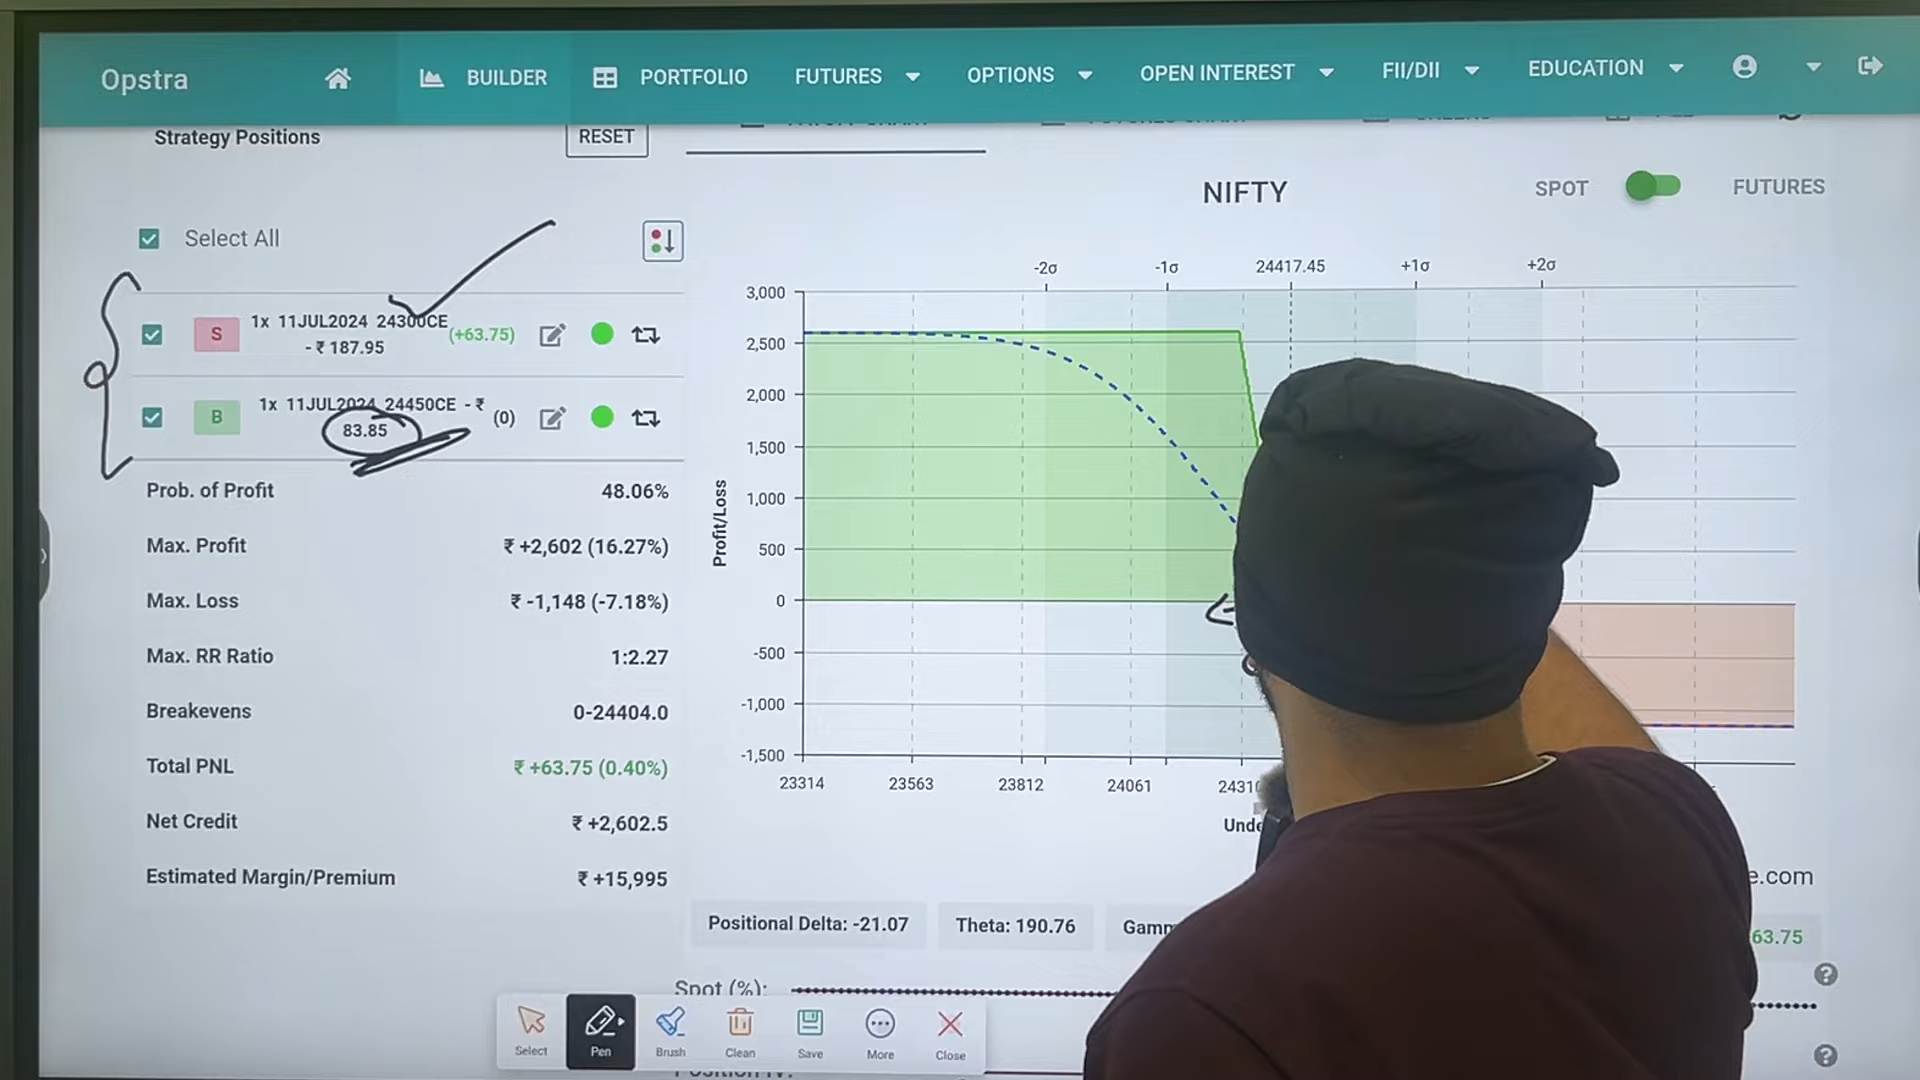 Opstra BUILDER PORTFOLIO FUTURES OPTIONS OPEN INTEREST FII/DII EDUCATION
Strategy Positions RESET
NIFTY SPOT FUTURES
Select All
-2σ -1σ 24417.45 +1σ +2σ
S 1x 11JUL2024 24300CE (+63.75)
- ₹ 187.95
B 1x 11JUL2024 24450CE - ₹ (0)
83.85
Prob. of Profit 48.06%
Max. Profit ₹ +2,602 (16.27%)
Max. Loss ₹ -1,148 (-7.18%)
Max. RR Ratio 1:2.27
Breakevens 0-24404.0
Total PNL ₹ +63.75 (0.40%)
Net Credit ₹ +2,602.5
Estimated Margin/Premium ₹ +15,995
Profit/Loss
3,000
2,500
2,000
1,500
1,000
500
0
-500
-1,000
-1,500
23314 23563 23812 24061 2431
Unde
e.com
Positional Delta: -21.07 Theta: 190.76 Gamm
63.75
Spot (%):
Select Pen Brush Clean Save More Close